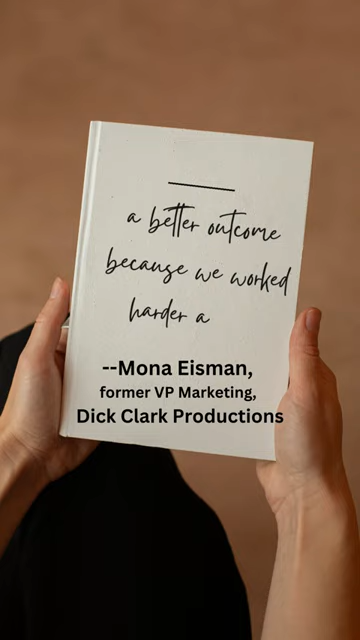 a better outcome
because we worked
harder a
--Mona Eisman,
former VP Marketing,
Dick Clark Productions